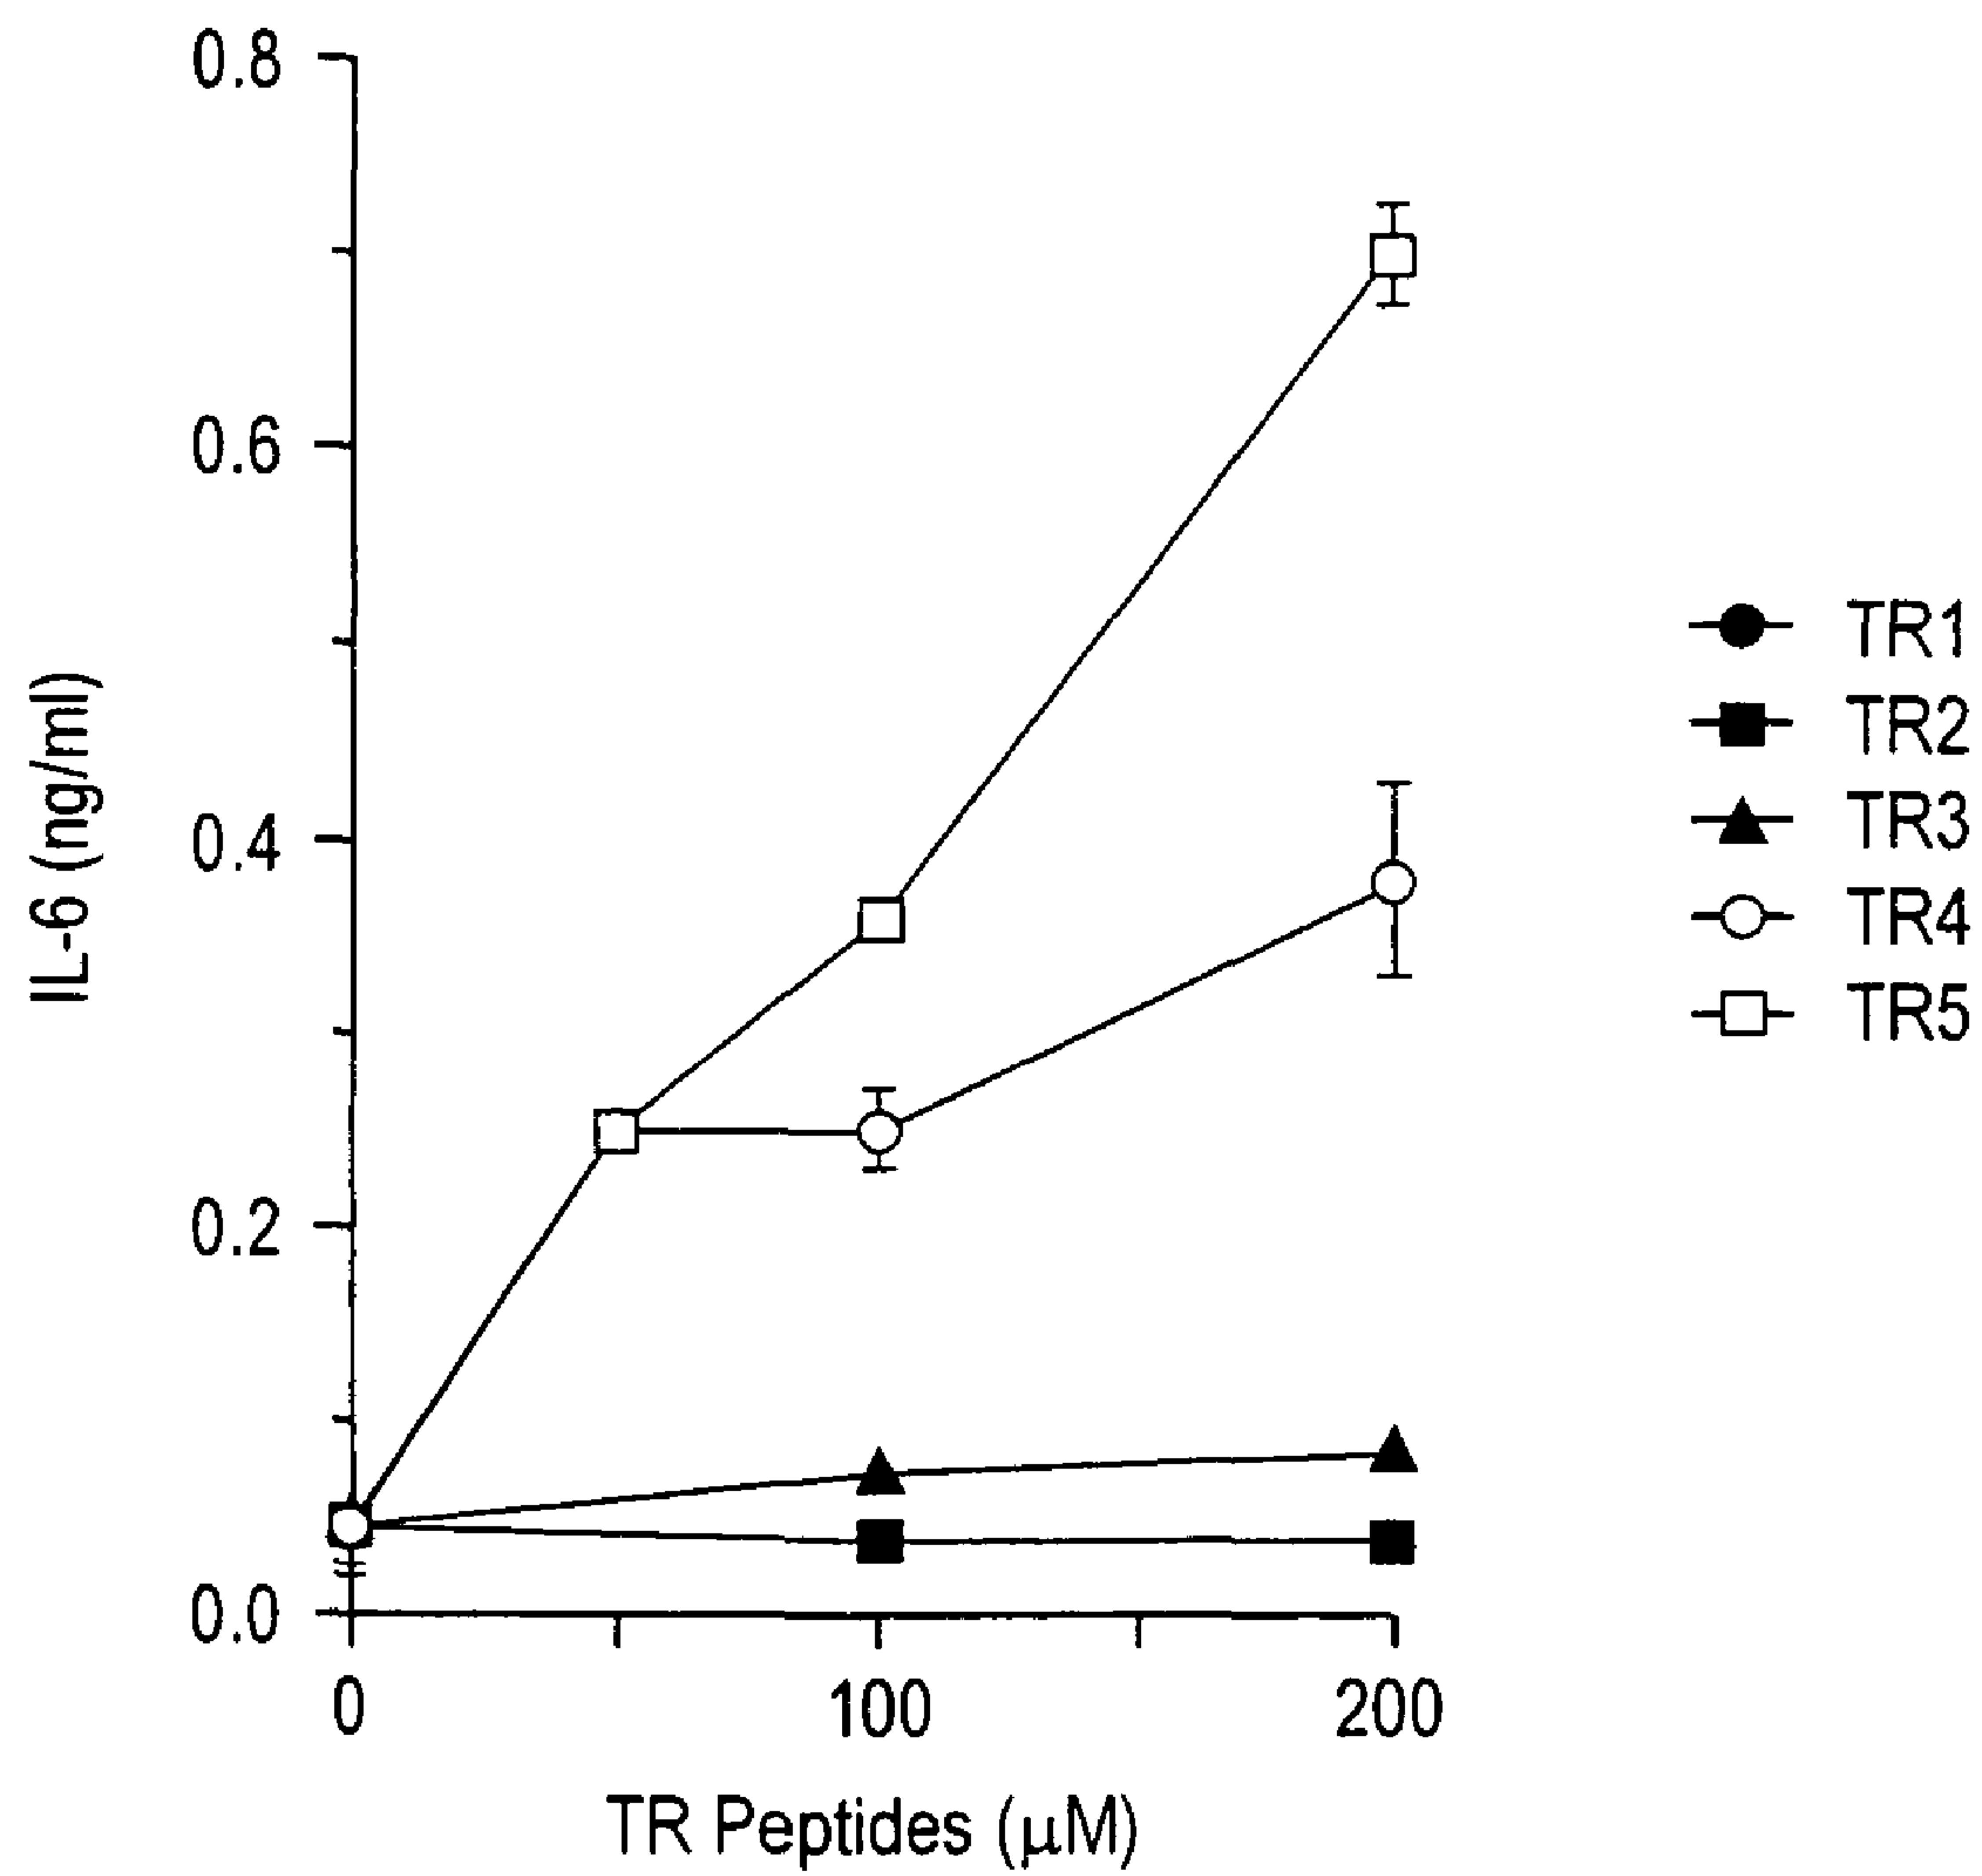 0.8
0.6
0.4
0.2
0.0
IL-6 (ng/ml)
0
100
200
TR Peptides (µM)
TR1
TR2
TR3
TR4
TR5